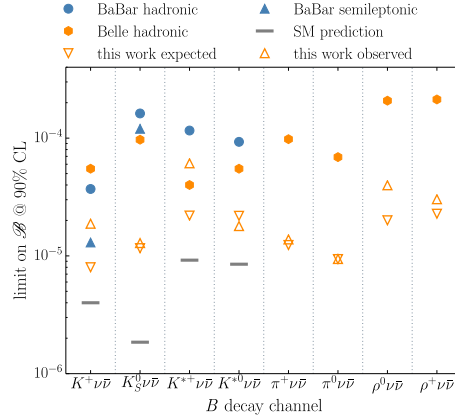 BaBar hadronic
BaBar semileptonic
Belle hadronic
SM prediction
this work expected
this work observed
limit on ℬ @ 90% CL
10⁻⁴
10⁻⁵
10⁻⁶
K⁺νν̄
K⁰_Sνν̄
K*⁺νν̄
K*⁰νν̄
π⁺νν̄
π⁰νν̄
ρ⁰νν̄
ρ⁺νν̄
B decay channel